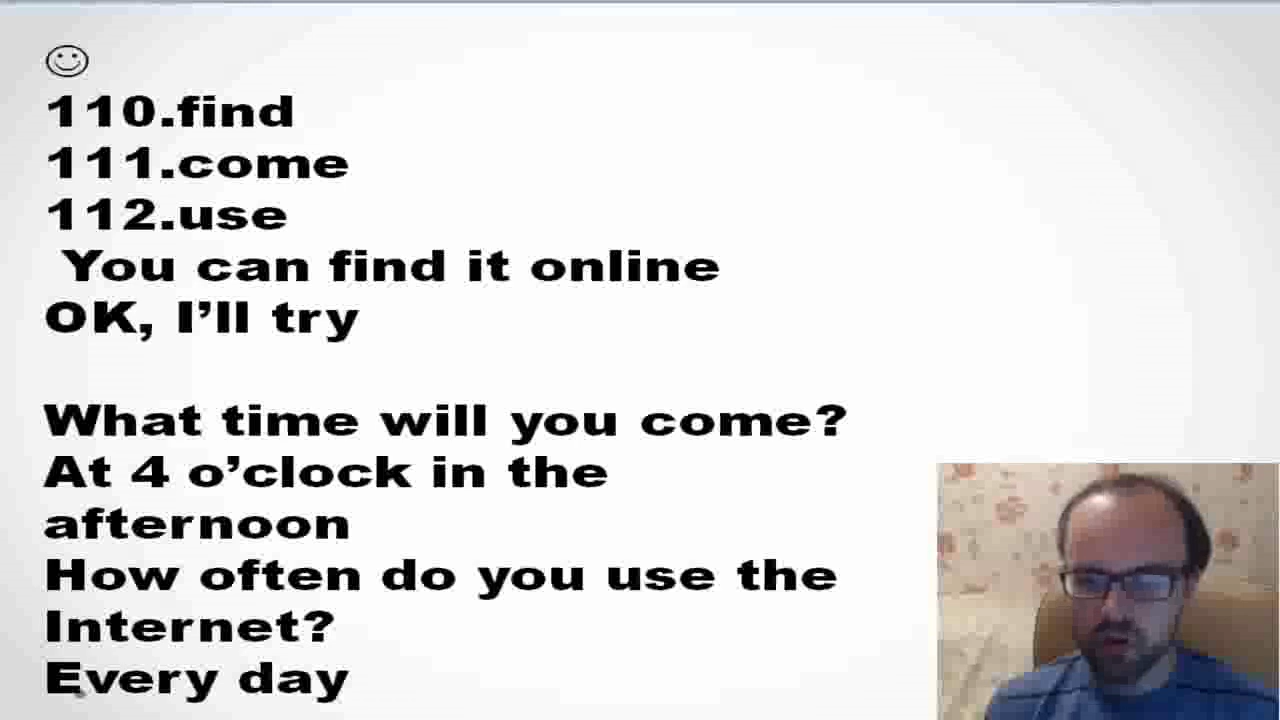 ☺
110.find
111.come
112.use
You can find it online
OK, I’ll try
What time will you come?
At 4 o’clock in the
afternoon
How often do you use the
Internet?
Every day